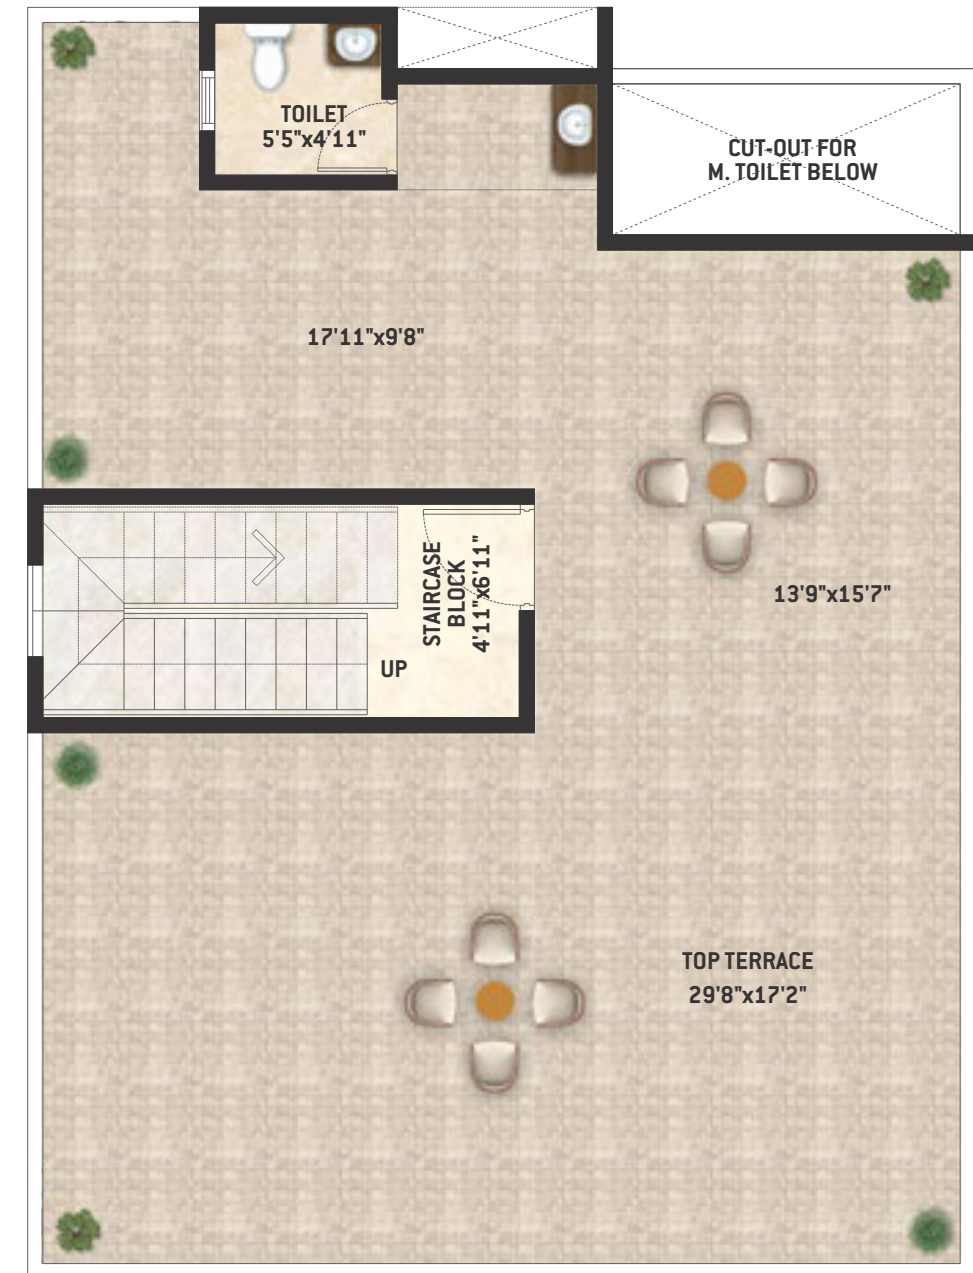 TOILET
5'5"x4'11"
CUT-OUT FOR
M. TOILET BELOW
17'11"x9'8"
STAIRCASE
BLOCK
4'11"x6'11"
13'9"x15'7"
UP
TOP TERRACE
29'8"x17'2"